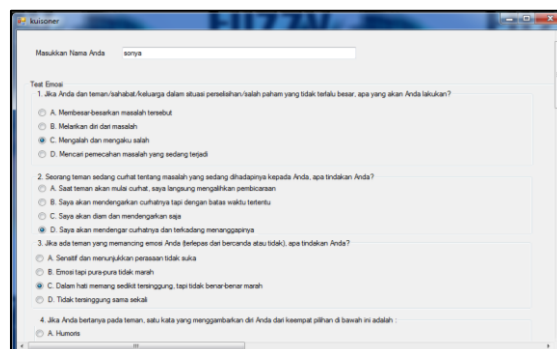 kuisoner
Masukkan Nama Anda
sonya
Test Emosi
1. Jika Anda dan teman/sahabat/keluarga dalam situasi perselisihan/salah paham yang tidak terlalu besar, apa yang akan Anda lakukan?
A. Membesar-besarkan masalah tersebut
B. Melarikan diri dari masalah
C. Mengalah dan mengaku salah
D. Mencari pemecahan masalah yang sedang terjadi
2. Seorang teman sedang curhat tentang masalah yang sedang dihadapinya kepada Anda, apa tindakan Anda?
A. Saat teman akan mulai curhat, saya langsung mengalihkan pembicaraan
B. Saya akan mendengarkan curhatnya tapi dengan batas waktu tertentu
C. Saya akan diam dan mendengarkan saja
D. Saya akan mendengar curhatnya dan terkadang menanggapinya
3. Jika ada teman yang memancing emosi Anda (terlepas dari bercanda atau tidak), apa tindakan Anda?
A. Sensitif dan menunjukkan perasaan tidak suka
B. Emosi tapi pura-pura tidak marah
C. Dalam hati memang sedikit tersinggung, tapi tidak benar-benar marah
D. Tidak tersinggung sama sekali
4. Jika Anda bertanya pada teman, satu kata yang menggambarkan diri Anda dari keempat pilihan di bawah ini adalah :
A. Humoris